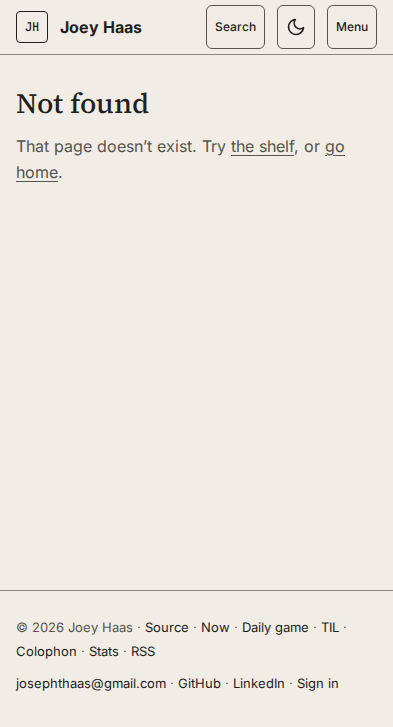 JH Joey Haas Search Menu
Not found
That page doesn’t exist. Try the shelf, or go
home.
© 2026 Joey Haas · Source · Now · Daily game · TIL ·
Colophon · Stats · RSS
josephthaas@gmail.com · GitHub · LinkedIn · Sign in